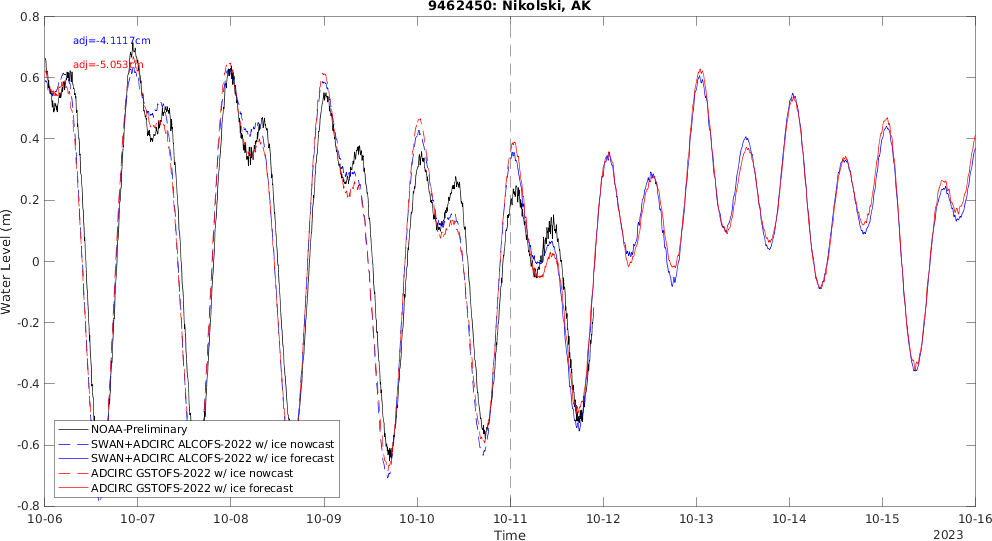 9462450: Nikolski, AK
0.8
adj=-4.1117cm
adj=-5.053cm
0.6
0.4
0.2
0
-0.2
-0.4
-0.6
-0.8
Water Level (m)
NOAA-Preliminary
SWAN+ADCIRC ALCOFS-2022 w/ ice nowcast
SWAN+ADCIRC ALCOFS-2022 w/ ice forecast
ADCIRC GSTOFS-2022 w/ ice nowcast
ADCIRC GSTOFS-2022 w/ ice forecast
10-06 10-07 10-08 10-09 10-10 10-11 10-12 10-13 10-14 10-15 10-16
Time
2023